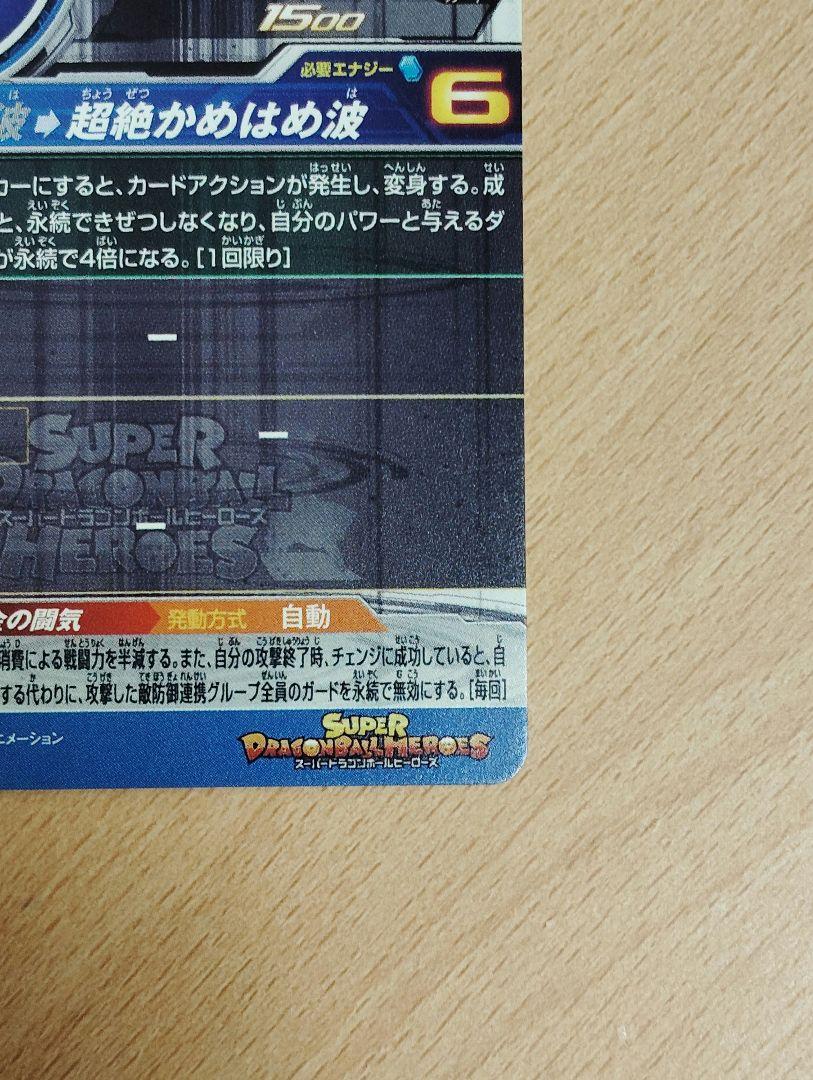 1500
必要エナジー 6
波➡超絶かめはめ波
カーにすると、カードアクションが発生し、変身する。成
と、永続できぜつしなくなり、自分のパワーと与えるダ
が永続で4倍になる。[1回限り]
ー
ー
SUPER
DRAGONBALL
スーパードラゴンボールヒーローズ
HEROES
ー
の闘気 発動方式 自動
消費による戦闘力を半減する。また、自分の攻撃終了時、チェンジに成功していると、自
する代わりに、攻撃した敵防御連携グループ全員のガードを永続で無効にする。[毎回]
ニメーション
SUPER
DRAGONBALL HEROES
スーパードラゴンボールヒーローズ